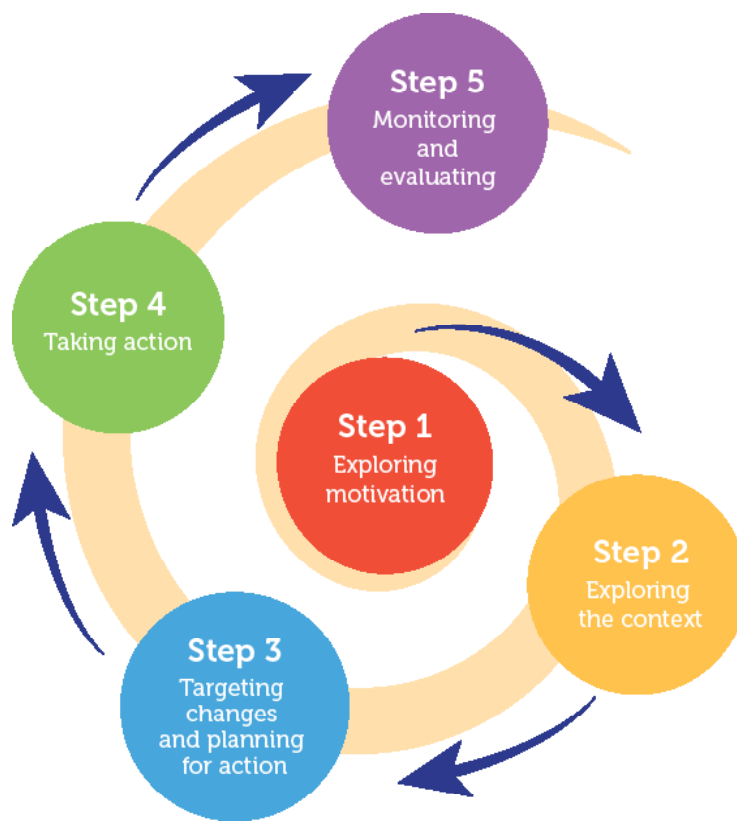 Step 1
Exploring
motivation
Step 2
Exploring
the context
Step 3
Targeting
changes
and planning
for action
Step 4
Taking action
Step 5
Monitoring
and
evaluating